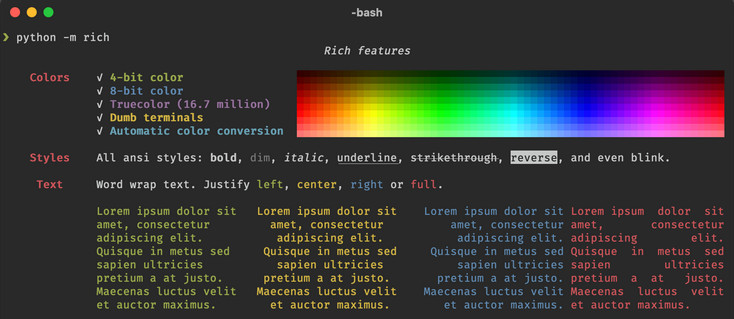 -bash
❯ python -m rich
Rich features
Colors ✓ 4-bit color
✓ 8-bit color
✓ Truecolor (16.7 million)
✓ Dumb terminals
✓ Automatic color conversion
Styles All ansi styles: bold, dim, italic, underline, strikethrough, reverse, and even blink.
Text Word wrap text. Justify left, center, right or full.
Lorem ipsum dolor sit
amet, consectetur
adipiscing elit.
Quisque in metus sed
sapien ultricies
pretium a at justo.
Maecenas luctus velit
et auctor maximus.
Lorem ipsum dolor sit
amet, consectetur
adipiscing elit.
Quisque in metus sed
sapien ultricies
pretium a at justo.
Maecenas luctus velit
et auctor maximus.
Lorem ipsum dolor sit
amet, consectetur
adipiscing elit.
Quisque in metus sed
sapien ultricies
pretium a at justo.
Maecenas luctus velit
et auctor maximus.
Lorem ipsum dolor sit
amet, consectetur
adipiscing elit.
Quisque in metus sed
sapien ultricies
pretium a at justo.
Maecenas luctus velit
et auctor maximus.